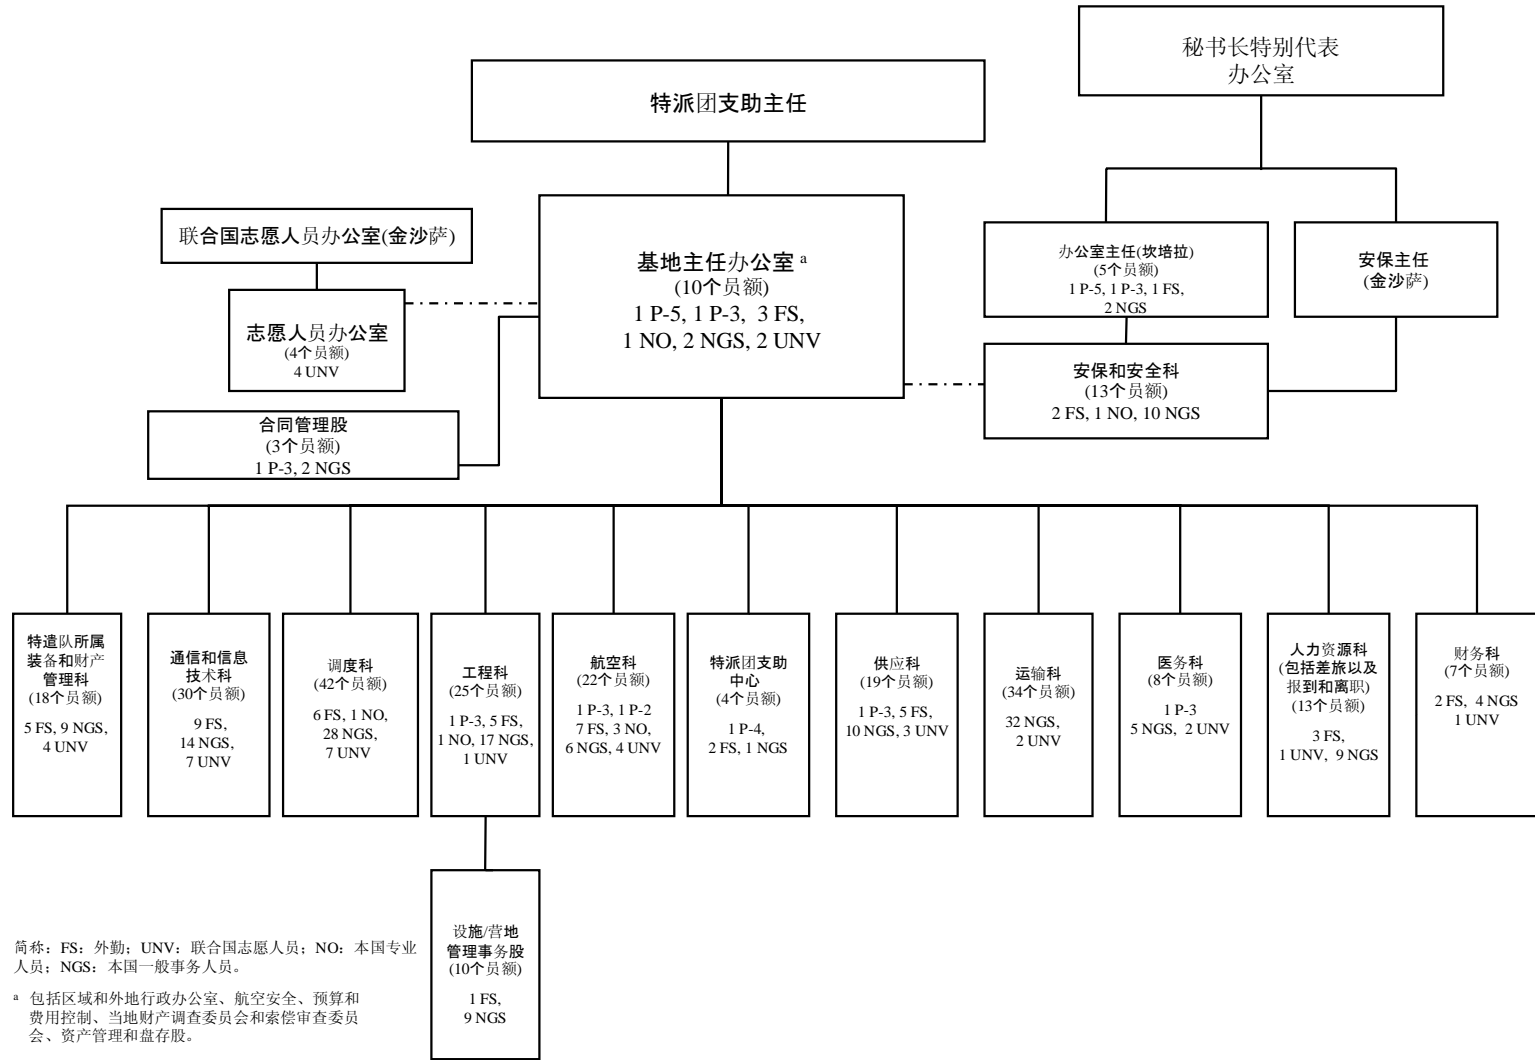 秘书长特别代表
办公室
特派团支助主任
联合国志愿人员办公室(金沙萨)
基地主任办公室 a
(10个员额)
1 P-5, 1 P-3, 3 FS,
1 NO, 2 NGS, 2 UNV
办公室主任(坎培拉)
(5个员额)
1 P-5, 1 P-3, 1 FS,
2 NGS
安保主任
(金沙萨)
志愿人员办公室
(4个员额)
4 UNV
安保和安全科
(13个员额)
2 FS, 1 NO, 10 NGS
合同管理股
(3个员额)
1 P-3, 2 NGS
特遣队所属
装备和财产
管理科
(18个员额)
5 FS, 9 NGS,
4 UNV
通信和信息
技术科
(30个员额)
9 FS,
14 NGS,
7 UNV
调度科
(42个员额)
6 FS, 1 NO,
28 NGS,
7 UNV
工程科
(25个员额)
1 P-3, 5 FS,
1 NO, 17 NGS,
1 UNV
航空科
(22个员额)
1 P-3, 1 P-2
7 FS, 3 NO,
6 NGS, 4 UNV
特派团支助
中心
(4个员额)
1 P-4,
2 FS, 1 NGS
供应科
(19个员额)
1 P-3, 5 FS,
10 NGS, 3 UNV
运输科
(34个员额)
32 NGS,
2 UNV
医务科
(8个员额)
1 P-3
5 NGS, 2 UNV
人力资源科
(包括差旅以及
报到和离职)
(13个员额)
3 FS,
1 UNV, 9 NGS
财务科
(7个员额)
2 FS, 4 NGS
1 UNV
设施/营地
管理事务股
(10个员额)
1 FS,
9 NGS
简称：FS：外勤；UNV：联合国志愿人员；NO：本国专业
人员；NGS：本国一般事务人员。
a 包括区域和外地行政办公室、航空安全、预算和
费用控制、当地财产调查委员会和索偿审查委员
会、资产管理和盘存股。